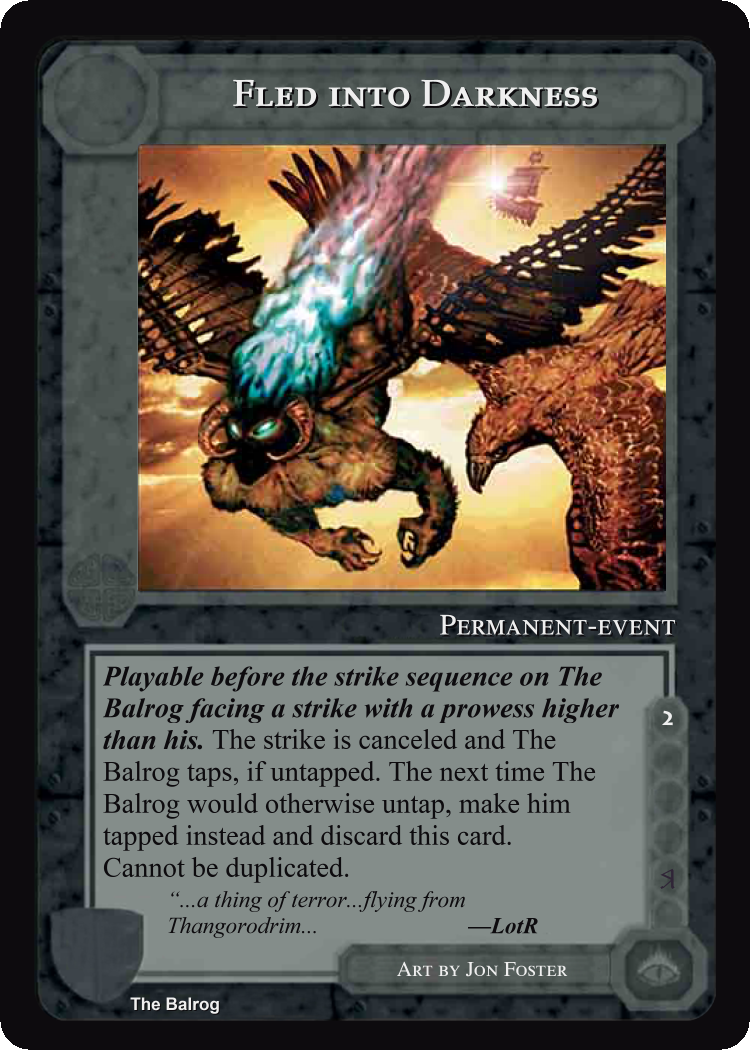 FLED INTO DARKNESS
PERMANENT-EVENT
Playable before the strike sequence on The
Balrog facing a strike with a prowess higher
than his. The strike is canceled and The
Balrog taps, if untapped. The next time The
Balrog would otherwise untap, make him
tapped instead and discard this card.
Cannot be duplicated.
2
“...a thing of terror...flying from
Thangorodrim... —LotR
ART BY JON FOSTER
The Balrog